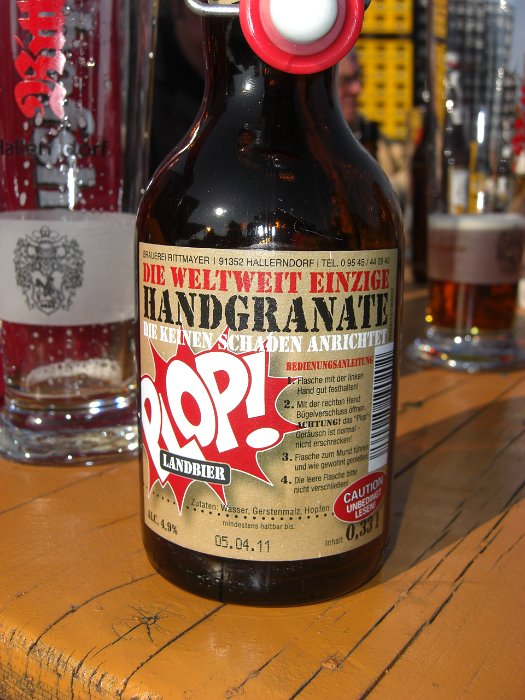 Hallerndorf
BRAUEREI RITTMAYER | 91352 HALLERNDORF | TEL. 0 95 45 / 44 09 40
DIE WELTWEIT EINZIGE
HANDGRANATE
DIE KEINEN SCHADEN ANRICHTET
PLOP!
LANDBIER
BEDIENUNGSANLEITUNG
1. Flasche mit der linken
Hand gut festhalten!
2. Mit der rechten Hand
Bügelverschluss öffnen,
ACHTUNG! das "Plop"
Geräusch ist normal -
nicht erschrecken!
3. Flasche zum Mund führen
und wie gewohnt genießen
4. Die leere Flasche bitte
nicht verschließen!
CAUTION
UNBEDINGT
LESEN!
Zutaten: Wasser, Gerstenmalz, Hopfen
ALC. 4,9%
mindestens haltbar bis:
05.04.11
Inhalt 0,33 l